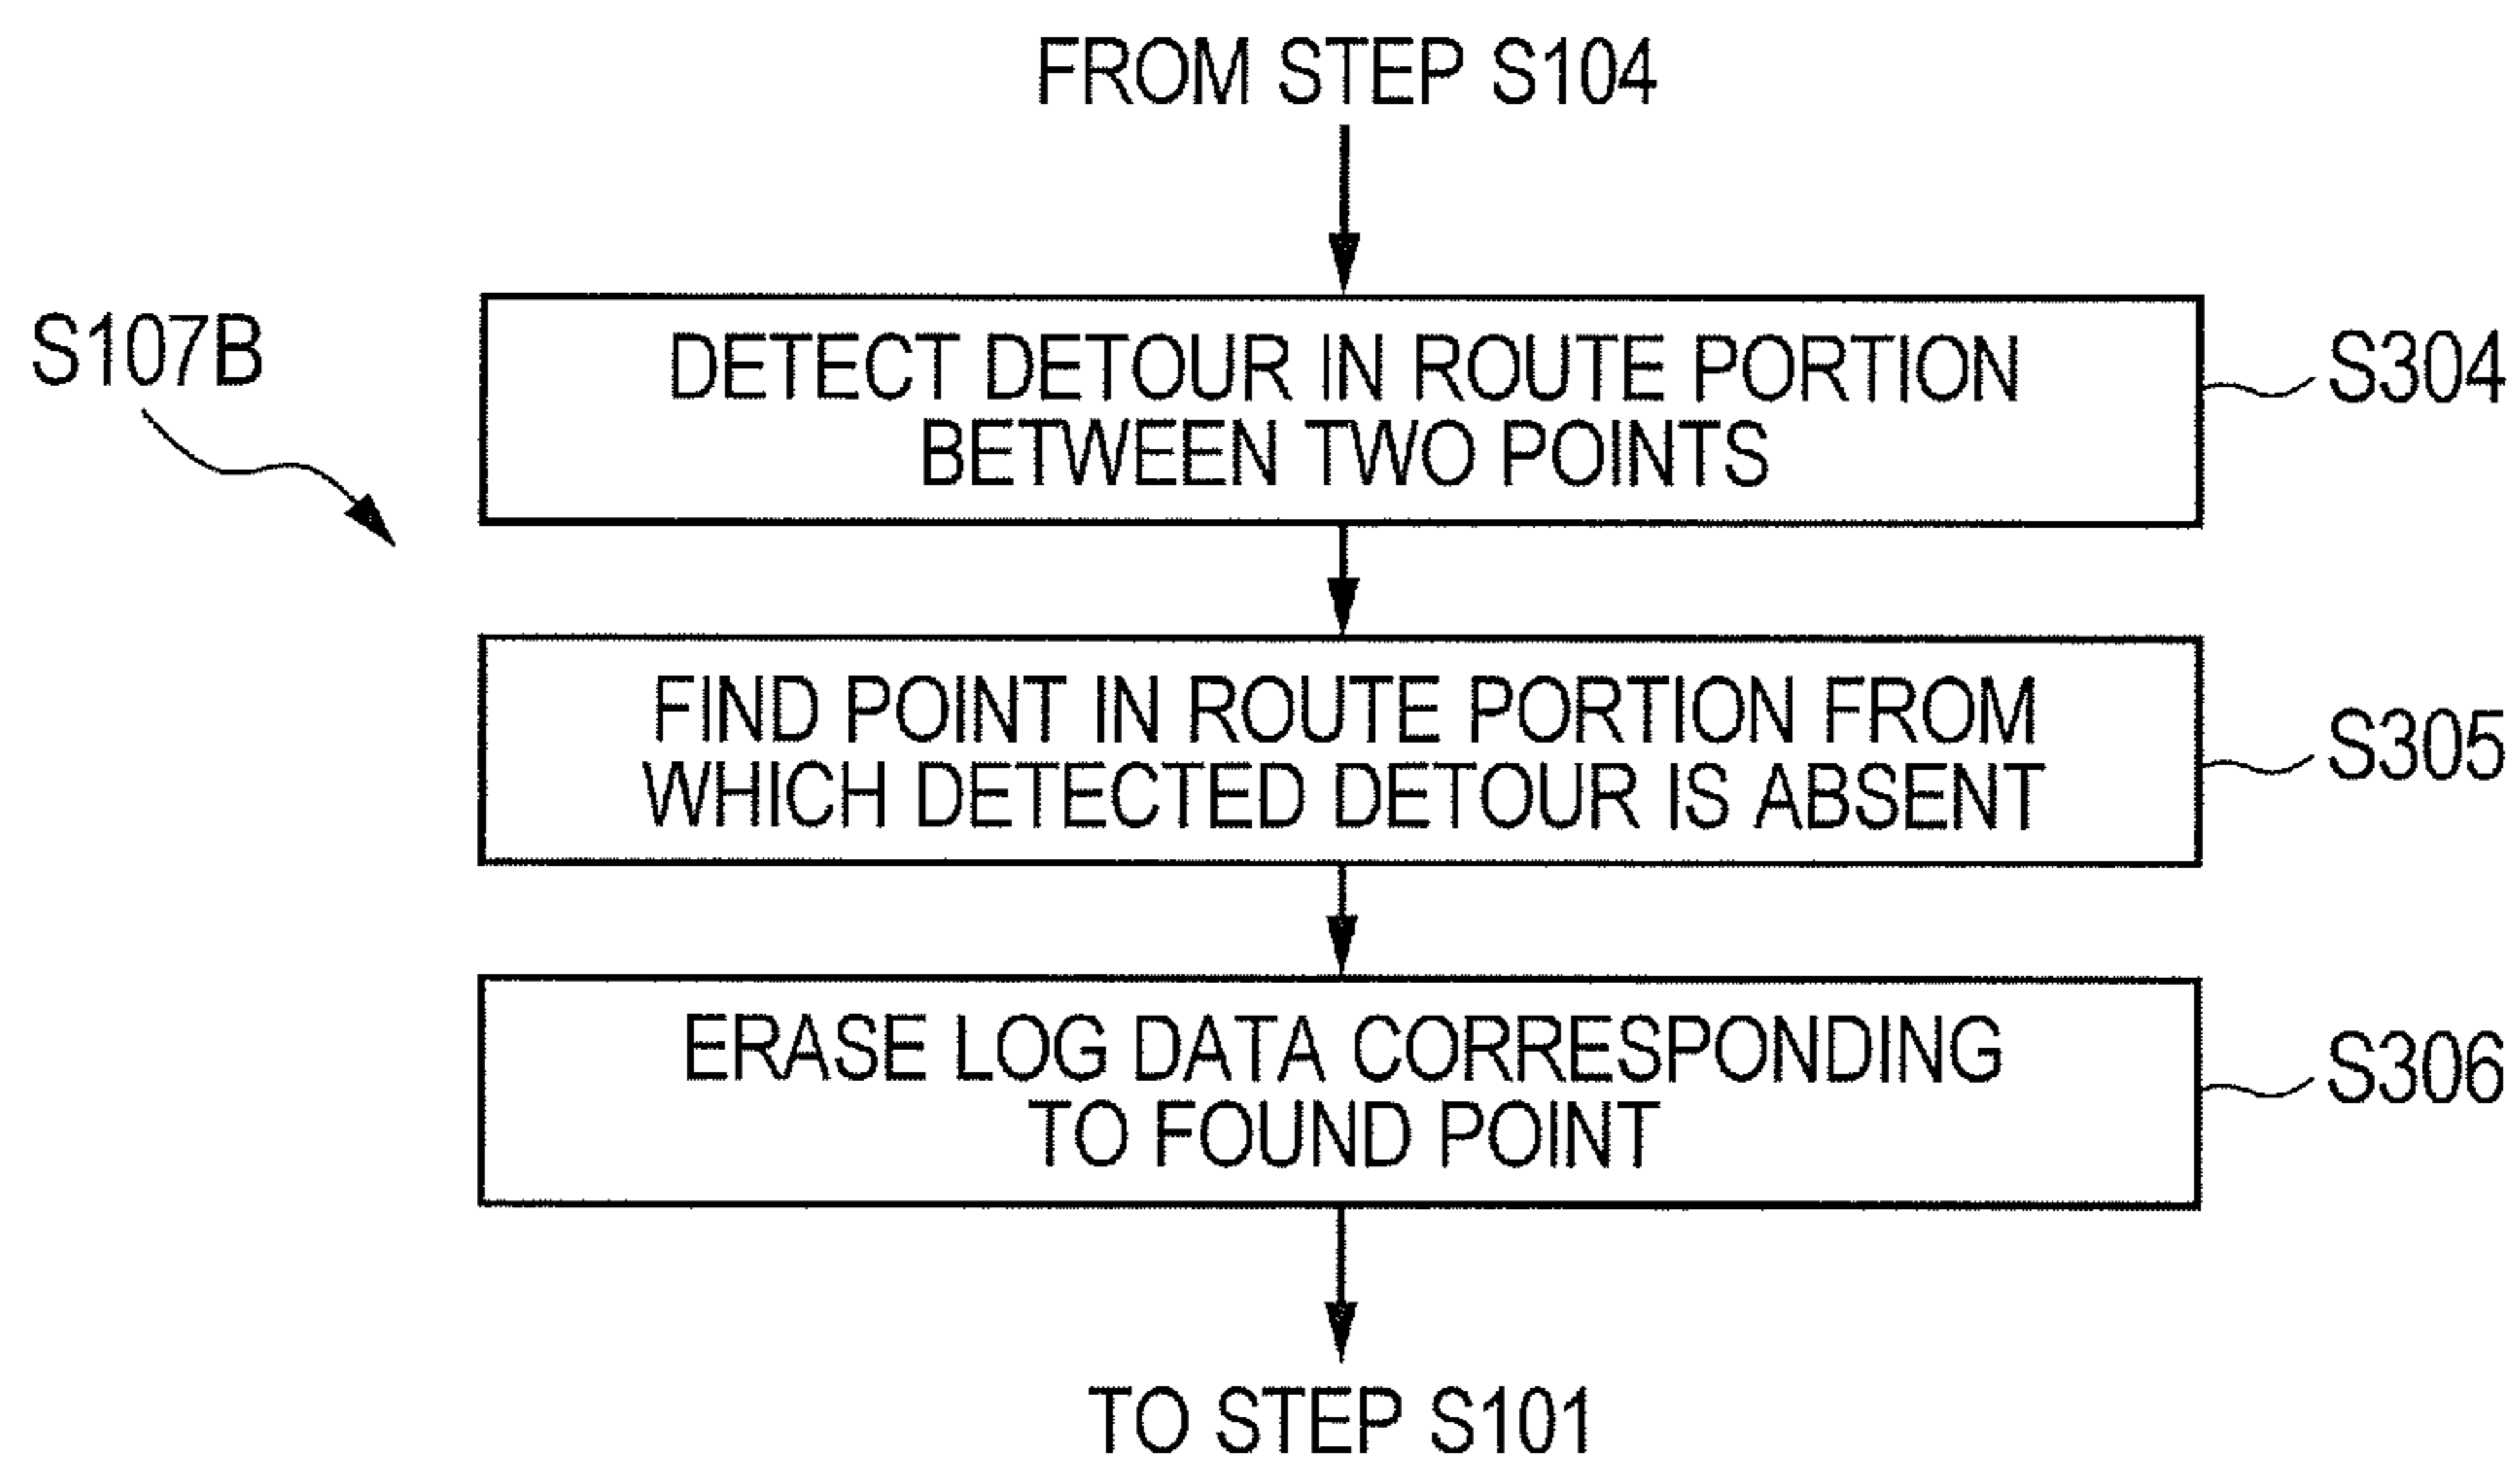 FROM STEP S104
S107B
DETECT DETOUR IN ROUTE PORTION
BETWEEN TWO POINTS
S304
FIND POINT IN ROUTE PORTION FROM
WHICH DETECTED DETOUR IS ABSENT
S305
ERASE LOG DATA CORRESPONDING
TO FOUND POINT
S306
TO STEP S101